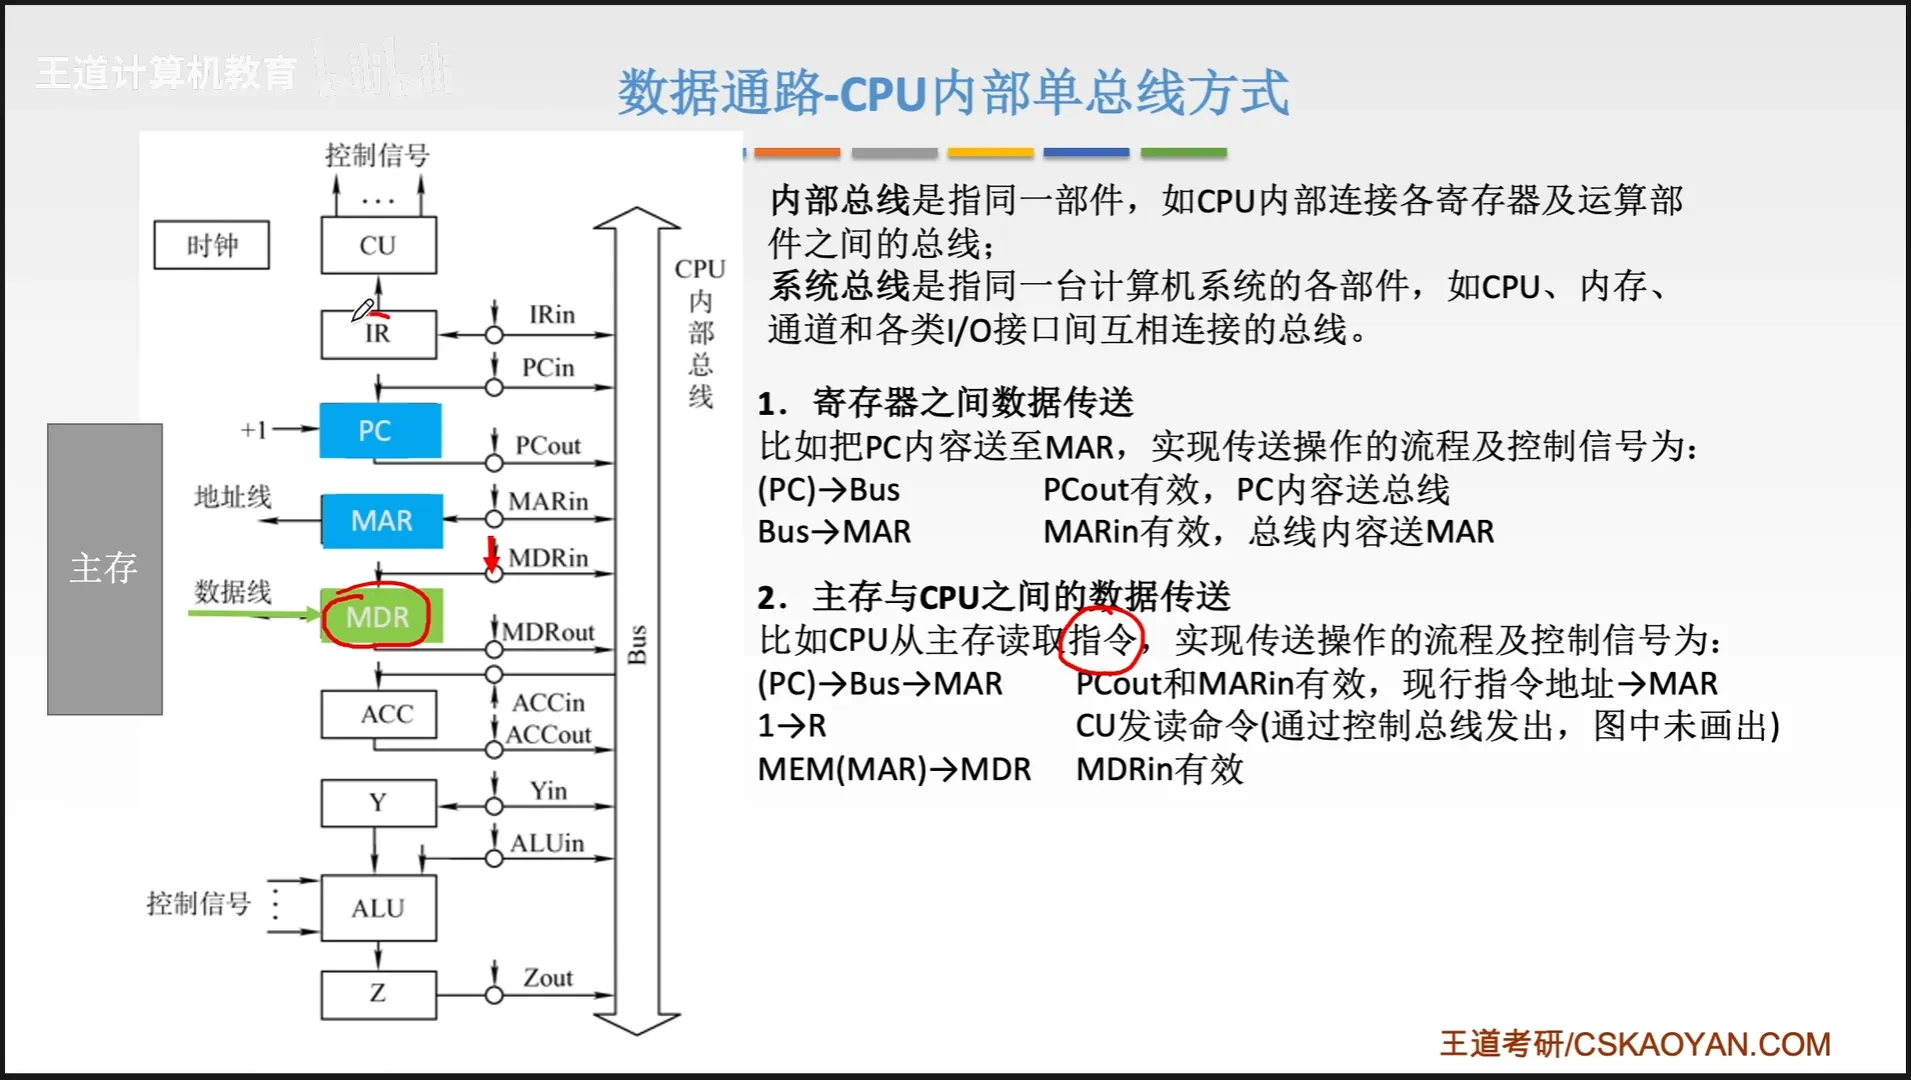 王道计算机教育 bilibili
数据通路-CPU内部单总线方式
控制信号
...
时钟
CU
IR
IRin
PCin
+1
PC
PCout
地址线
MAR
MARin
MDRin
主存
数据线
MDR
MDRout
ACC
ACCin
ACCout
Y
Yin
ALUin
控制信号
ALU
Z
Zout
Bus
CPU
内
部
总
线
内部总线是指同一部件，如CPU内部连接各寄存器及运算部
件之间的总线；
系统总线是指同一台计算机系统的各部件，如CPU、内存、
通道和各类I/O接口间互相连接的总线。
1. 寄存器之间数据传送
比如把PC内容送至MAR，实现传送操作的流程及控制信号为：
(PC)→Bus PCout有效，PC内容送总线
Bus→MAR MARin有效，总线内容送MAR
2. 主存与CPU之间的数据传送
比如CPU从主存读取指令，实现传送操作的流程及控制信号为：
(PC)→Bus→MAR PCout和MARin有效，现行指令地址→MAR
1→R CU发读命令(通过控制总线发出，图中未画出)
MEM(MAR)→MDR MDRin有效
王道考研/CSKAOYAN.COM